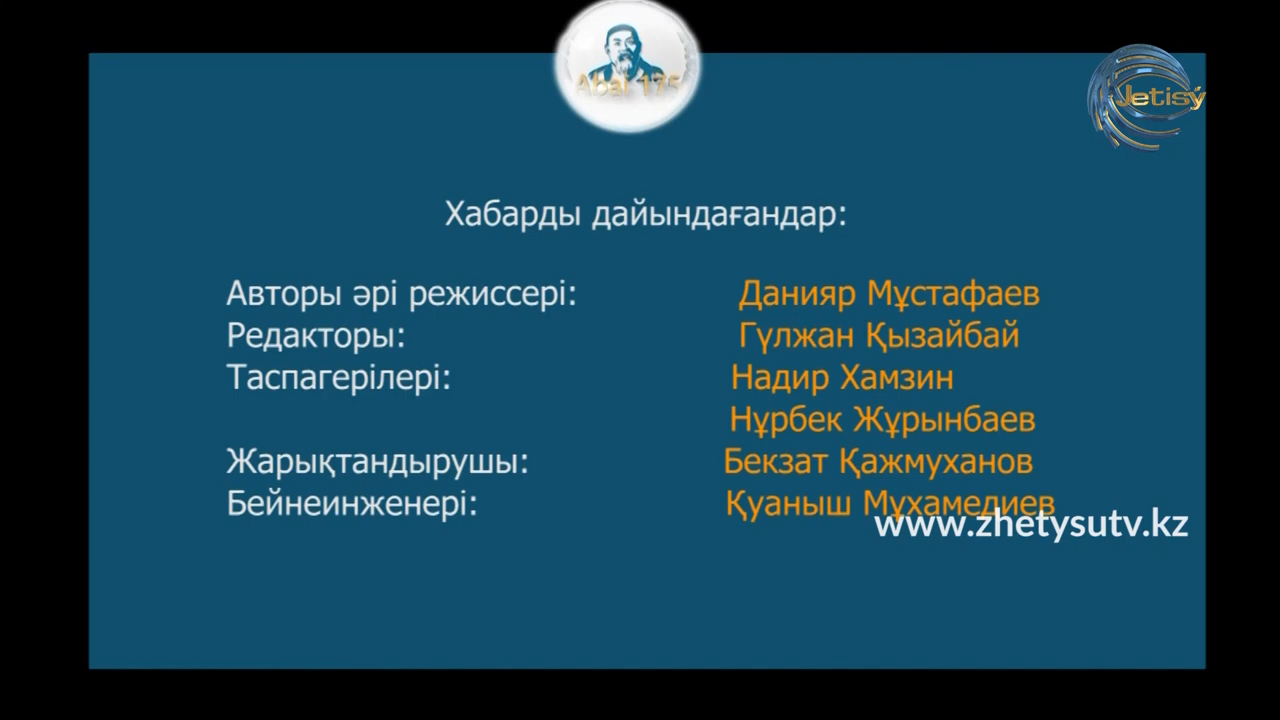 Abai 175
Jetisý
Хабарды дайындағандар:
Авторы әрі режиссері: Данияр Мұстафаев
Редакторы: Гүлжан Қызайбай
Таспагерілері: Надир Хамзин
Нұрбек Жұрынбаев
Жарықтандырушы: Бекзат Қажмуханов
Бейнеинженері: Қуаныш Мұхамедиев
www.zhetysutv.kz